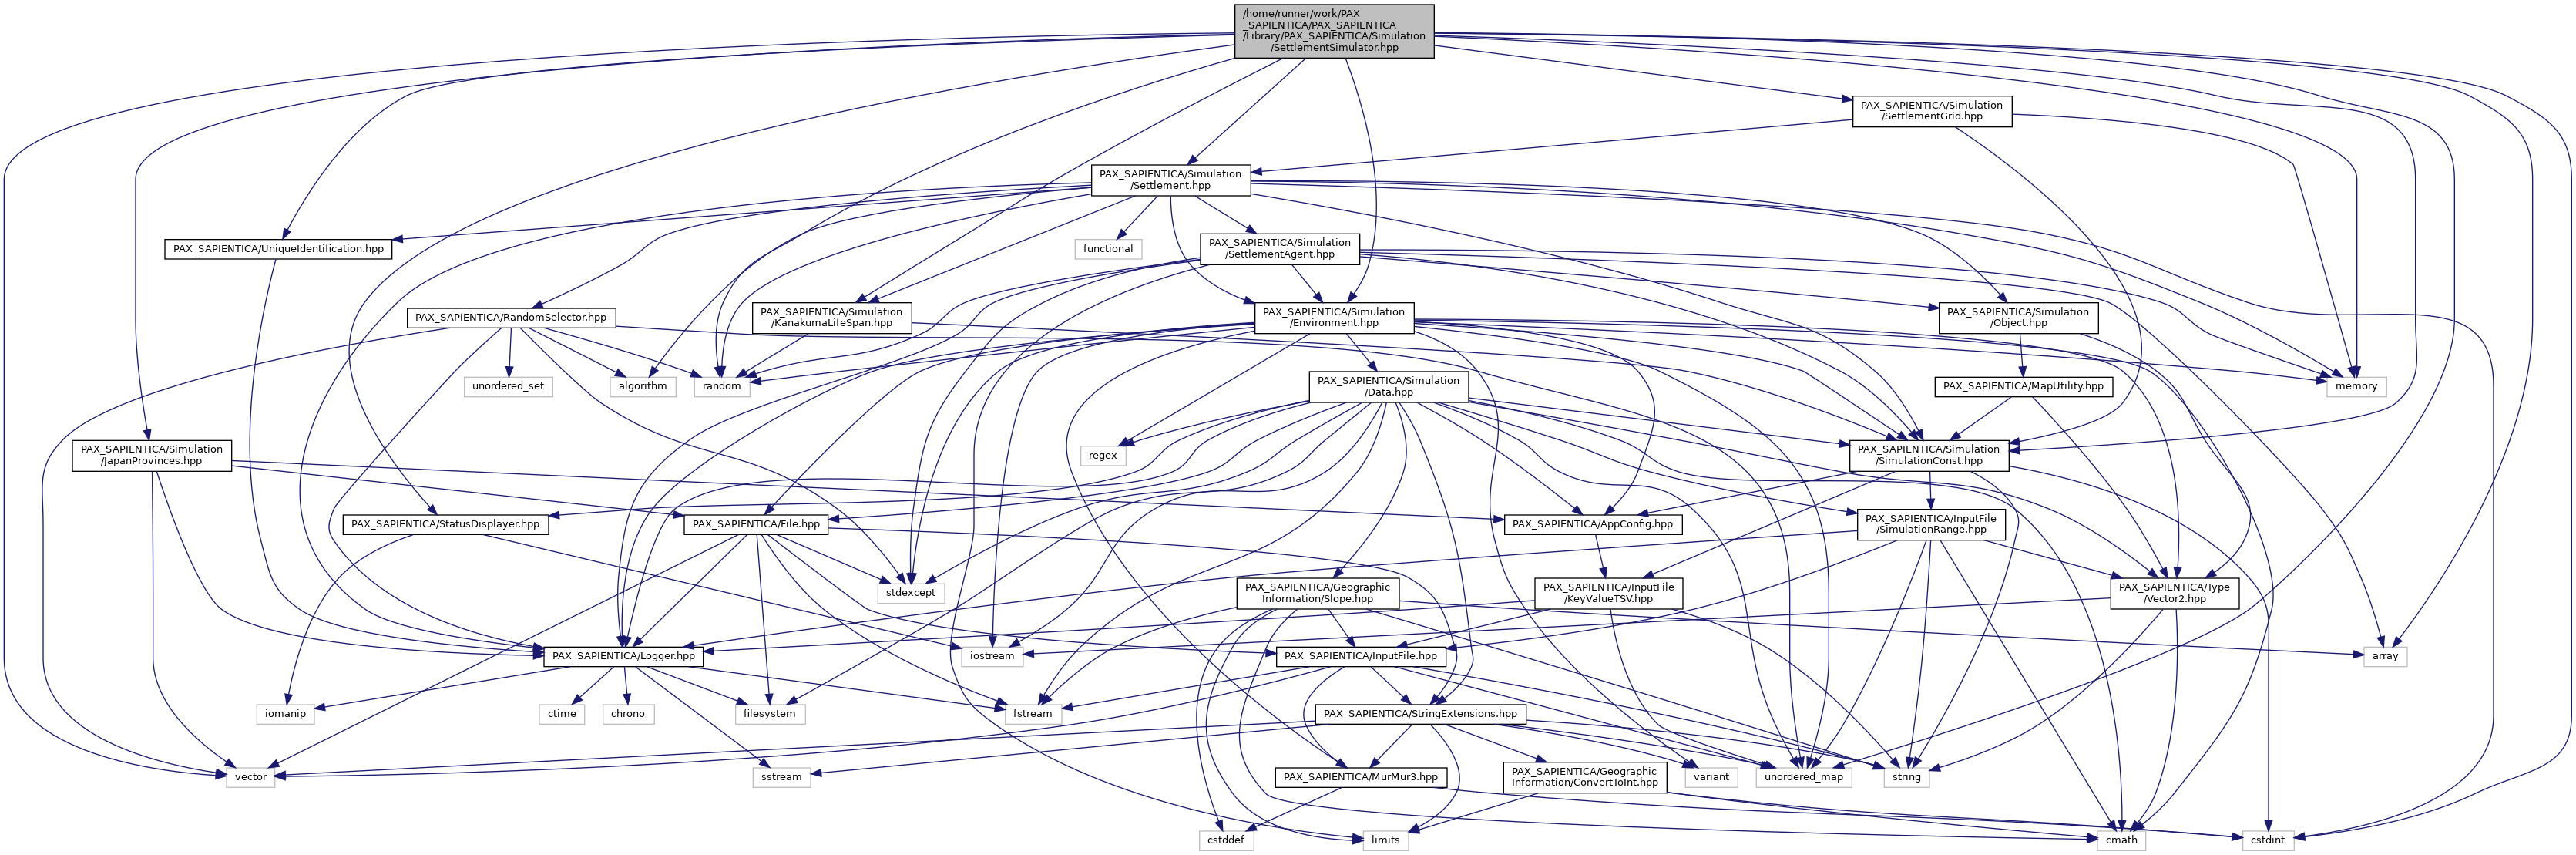 /home/runner/work/PAX
_SAPIENTICA/PAX_SAPIENTICA
/Library/PAX_SAPIENTICA/Simulation
/SettlementSimulator.hpp
PAX_SAPIENTICA/Simulation
/SettlementGrid.hpp
PAX_SAPIENTICA/Simulation
/Settlement.hpp
PAX_SAPIENTICA/UniqueIdentification.hpp
functional
PAX_SAPIENTICA/Simulation
/SettlementAgent.hpp
PAX_SAPIENTICA/RandomSelector.hpp
PAX_SAPIENTICA/Simulation
/KanakumaLifeSpan.hpp
PAX_SAPIENTICA/Simulation
/Environment.hpp
PAX_SAPIENTICA/Simulation
/Object.hpp
unordered_set
algorithm
random
PAX_SAPIENTICA/Simulation
/Data.hpp
PAX_SAPIENTICA/MapUtility.hpp
memory
PAX_SAPIENTICA/Simulation
/JapanProvinces.hpp
regex
PAX_SAPIENTICA/Simulation
/SimulationConst.hpp
PAX_SAPIENTICA/StatusDisplayer.hpp
PAX_SAPIENTICA/File.hpp
PAX_SAPIENTICA/AppConfig.hpp
PAX_SAPIENTICA/InputFile
/SimulationRange.hpp
stdexcept
PAX_SAPIENTICA/Geographic
Information/Slope.hpp
PAX_SAPIENTICA/InputFile
/KeyValueTSV.hpp
PAX_SAPIENTICA/Type
/Vector2.hpp
PAX_SAPIENTICA/Logger.hpp
iostream
PAX_SAPIENTICA/InputFile.hpp
array
iomanip
ctime
chrono
filesystem
fstream
PAX_SAPIENTICA/StringExtensions.hpp
vector
sstream
PAX_SAPIENTICA/MurMur3.hpp
PAX_SAPIENTICA/Geographic
Information/ConvertToInt.hpp
variant
unordered_map
string
cstddef
limits
cmath
cstdint